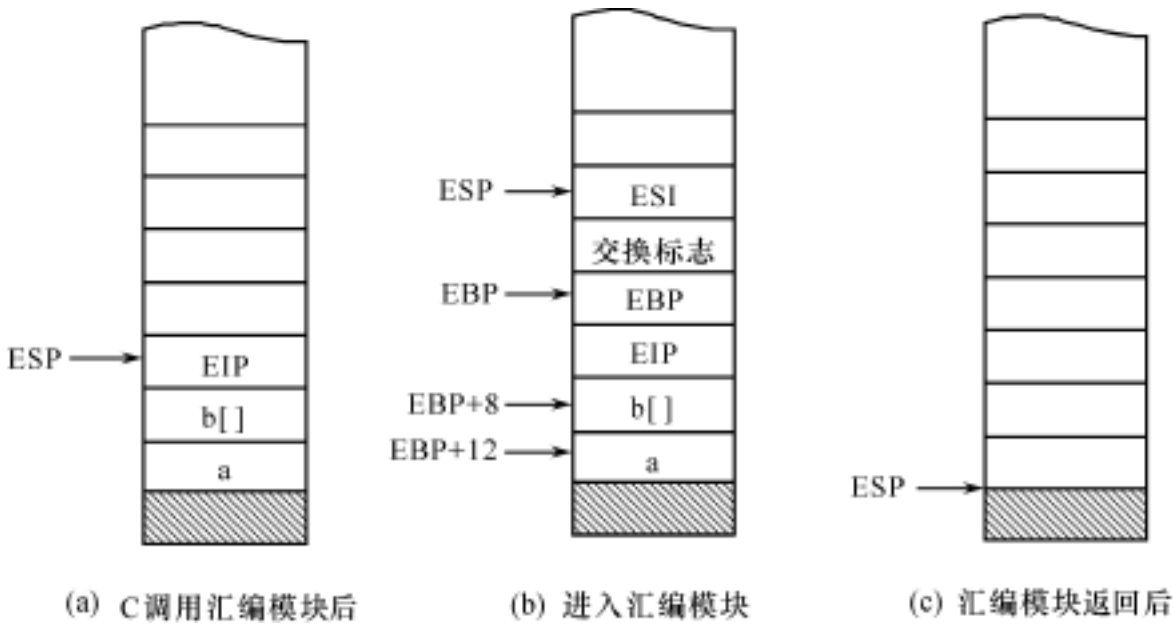 ESP
EIP
b[ ]
a
(a) C调用汇编模块后
ESP
ESI
交换标志
EBP
EBP
EIP
EBP+8
b[ ]
EBP+12
a
(b) 进入汇编模块
ESP
(c) 汇编模块返回后